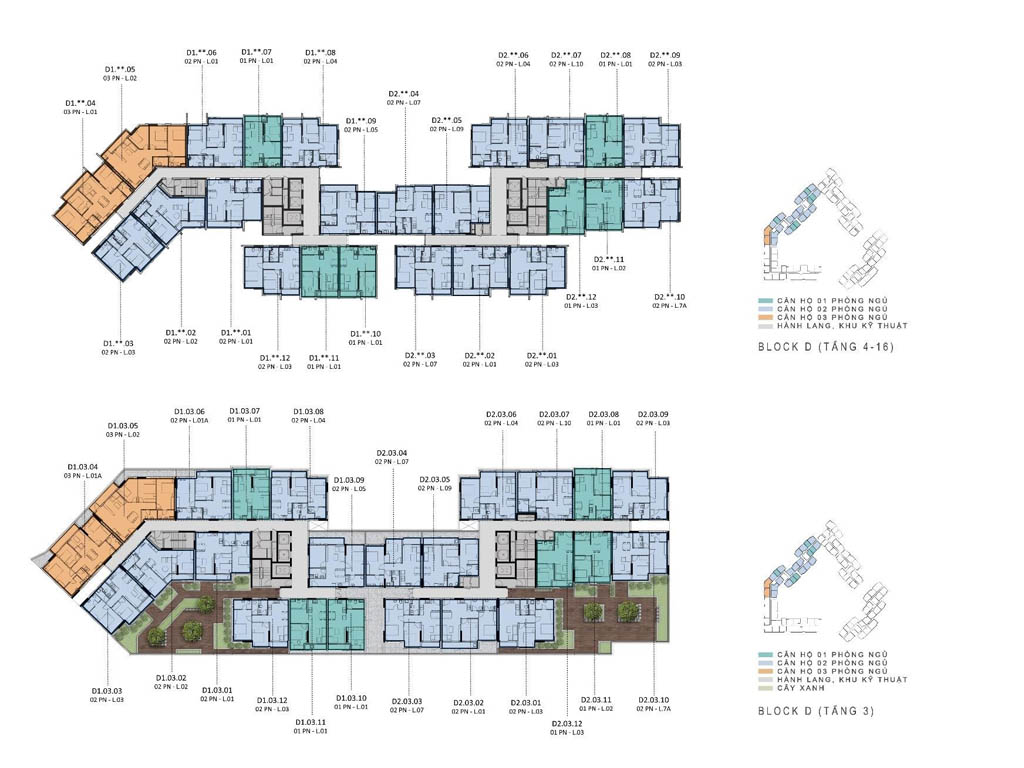 D1.**.04
03 PN - L.01
D1.**.05
03 PN - L.02
D1.**.06
02 PN - L.01
D1.**.07
01 PN - L.01
D1.**.08
02 PN - L.04
D1.**.09
02 PN - L.05
D2.**.04
02 PN - L.07
D2.**.05
02 PN - L.09
D2.**.06
02 PN - L.04
D2.**.07
02 PN - L.10
D2.**.08
01 PN - L.01
D2.**.09
02 PN - L.03
D1.**.03
02 PN - L.03
D1.**.02
02 PN - L.02
D1.**.01
02 PN - L.01
D1.**.12
02 PN - L.03
D1.**.11
01 PN - L.01
D1.**.10
01 PN - L.01
D2.**.03
02 PN - L.07
D2.**.02
02 PN - L.01
D2.**.01
02 PN - L.03
D2.**.12
01 PN - L.03
D2.**.11
01 PN - L.02
D2.**.10
02 PN - L.7A
CĂN HỘ 01 PHÒNG NGỦ
CĂN HỘ 02 PHÒNG NGỦ
CĂN HỘ 03 PHÒNG NGỦ
HÀNH LANG, KHU KỸ THUẬT
BLOCK D (TẦNG 4-16)
D1.03.04
03 PN - L.01A
D1.03.05
03 PN - L.02
D1.03.06
02 PN - L.01A
D1.03.07
01 PN - L.01
D1.03.08
02 PN - L.04
D1.03.09
02 PN - L.05
D2.03.04
02 PN - L.07
D2.03.05
02 PN - L.09
D2.03.06
02 PN - L.04
D2.03.07
02 PN - L.10
D2.03.08
01 PN - L.01
D2.03.09
02 PN - L.03
D1.03.03
02 PN - L.03
D1.03.02
02 PN - L.02
D1.03.01
02 PN - L.01
D1.03.12
02 PN - L.03
D1.03.11
01 PN - L.01
D1.03.10
01 PN - L.01
D2.03.03
02 PN - L.07
D2.03.02
02 PN - L.01
D2.03.01
02 PN - L.03
D2.03.12
01 PN - L.03
D2.03.11
01 PN - L.02
D2.03.10
02 PN - L.7A
CĂN HỘ 01 PHÒNG NGỦ
CĂN HỘ 02 PHÒNG NGỦ
CĂN HỘ 03 PHÒNG NGỦ
HÀNH LANG, KHU KỸ THUẬT
CÂY XANH
BLOCK D (TẦNG 3)